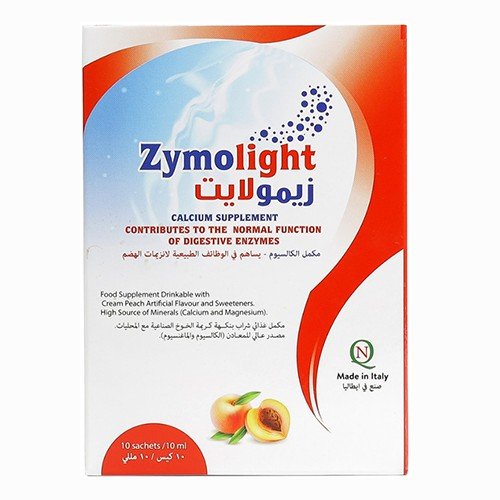 Zymolight
زيمولايت
CALCIUM SUPPLEMENT
CONTRIBUTES TO THE NORMAL FUNCTION
OF DIGESTIVE ENZYMES
مكمل الكالسيوم - يساهم في الوظائف الطبيعية لانزيمات الهضم
Food Supplement Drinkable with
Cream Peach Artificial Flavour and Sweeteners.
High Source of Minerals (Calcium and Magnesium).
مكمل غذائي شراب بنكهة كريمة الخوخ الصناعية مع المحليات.
مصدر عالي للمعادن (الكالسيوم والماغنسيوم).
QN
Made in Italy
صنع في ايطاليا
10 sachets /10 ml
١٠ كيس / ١٠ مللي